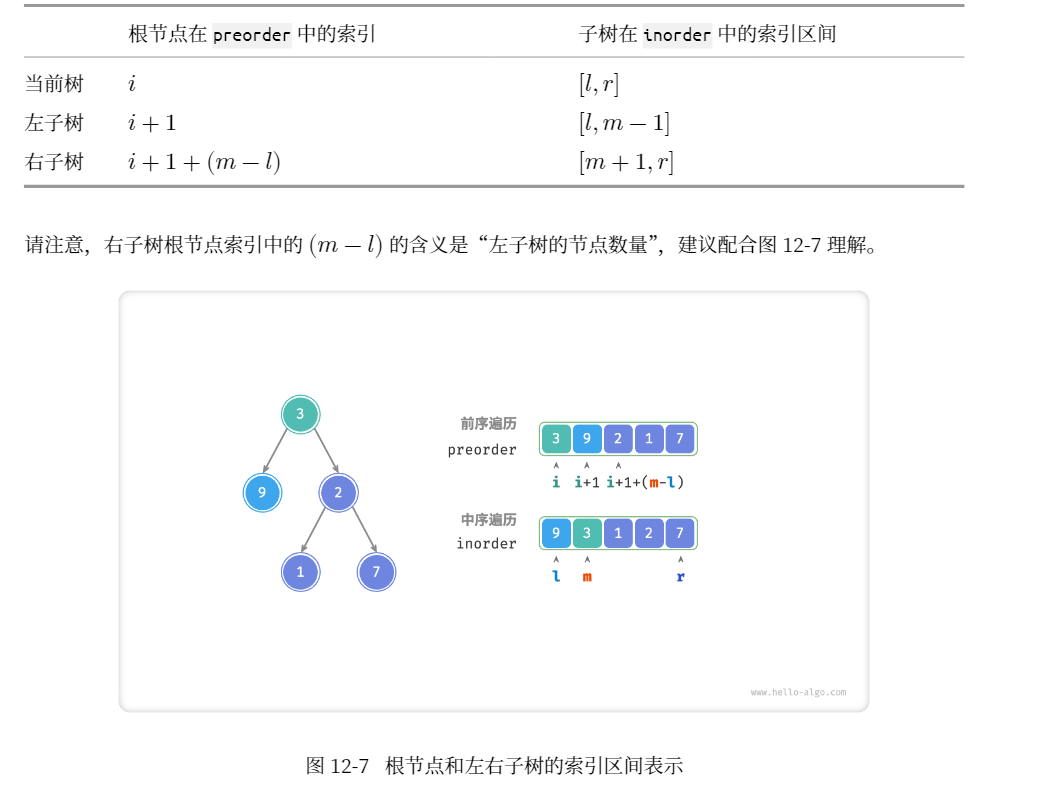 根节点在 preorder 中的索引 子树在 inorder 中的索引区间
当前树 i [l, r]
左子树 i + 1 [l, m − 1]
右子树 i + 1 + (m − l) [m + 1, r]
请注意，右子树根节点索引中的 (m − l) 的含义是“左子树的节点数量”，建议配合图 12-7 理解。
3
9 2
1 7
前序遍历
preorder
3 9 2 1 7
i i+1 i+1+(m-l)
中序遍历
inorder
9 3 1 2 7
l m r
www.hello-algo.com
图 12-7 根节点和左右子树的索引区间表示